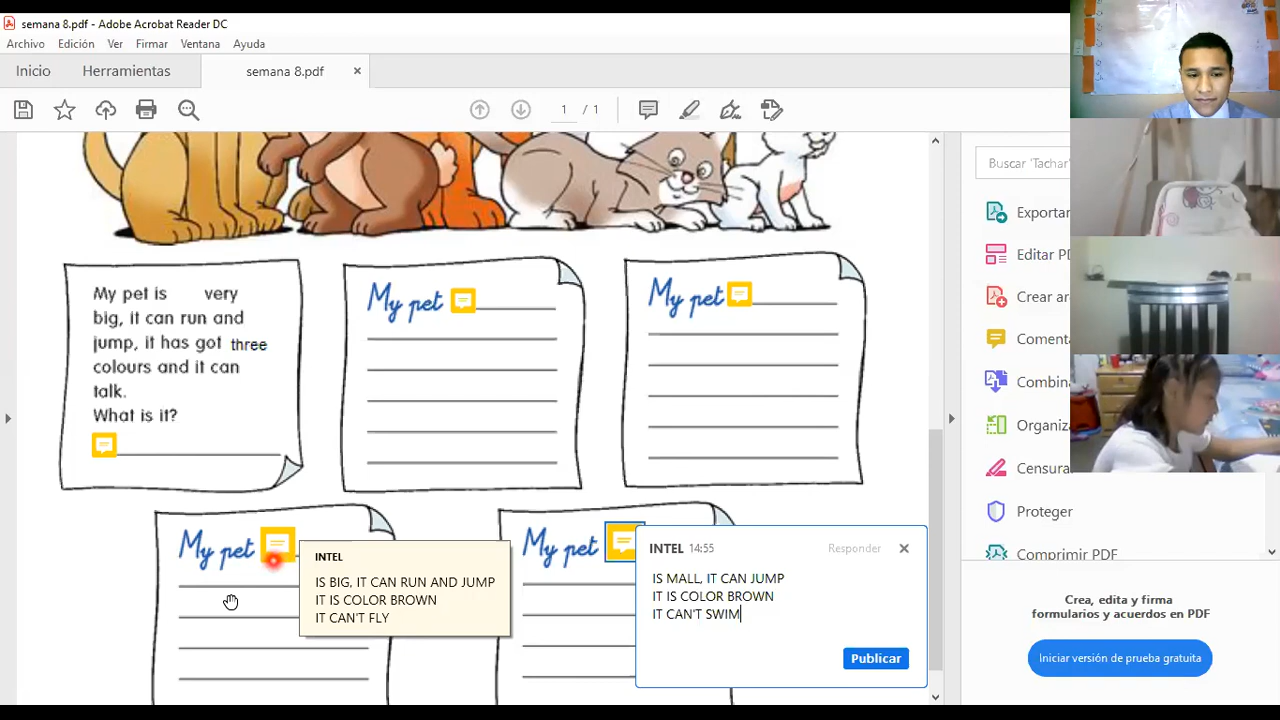 semana 8.pdf - Adobe Acrobat Reader DC
Archivo Edición Ver Firmar Ventana Ayuda
Inicio Herramientas semana 8.pdf ×
1 / 1
Buscar 'Tachar'
Exportar
Editar PD
Crear ar
Comenta
Combina
Organiz
Censura
Proteger
Comprimir PDF
Crea, edita y firma
formularios y acuerdos en PDF
Iniciar versión de prueba gratuita
My pet is very
big, it can run and
jump, it has got three
colours and it can
talk.
What is it?
My pet
My pet
My pet
INTEL
IS BIG, IT CAN RUN AND JUMP
IT IS COLOR BROWN
IT CAN'T FLY
My pet
INTEL 14:55 Responder
IS MALL, IT CAN JUMP
IT IS COLOR BROWN
IT CAN'T SWIM
Publicar